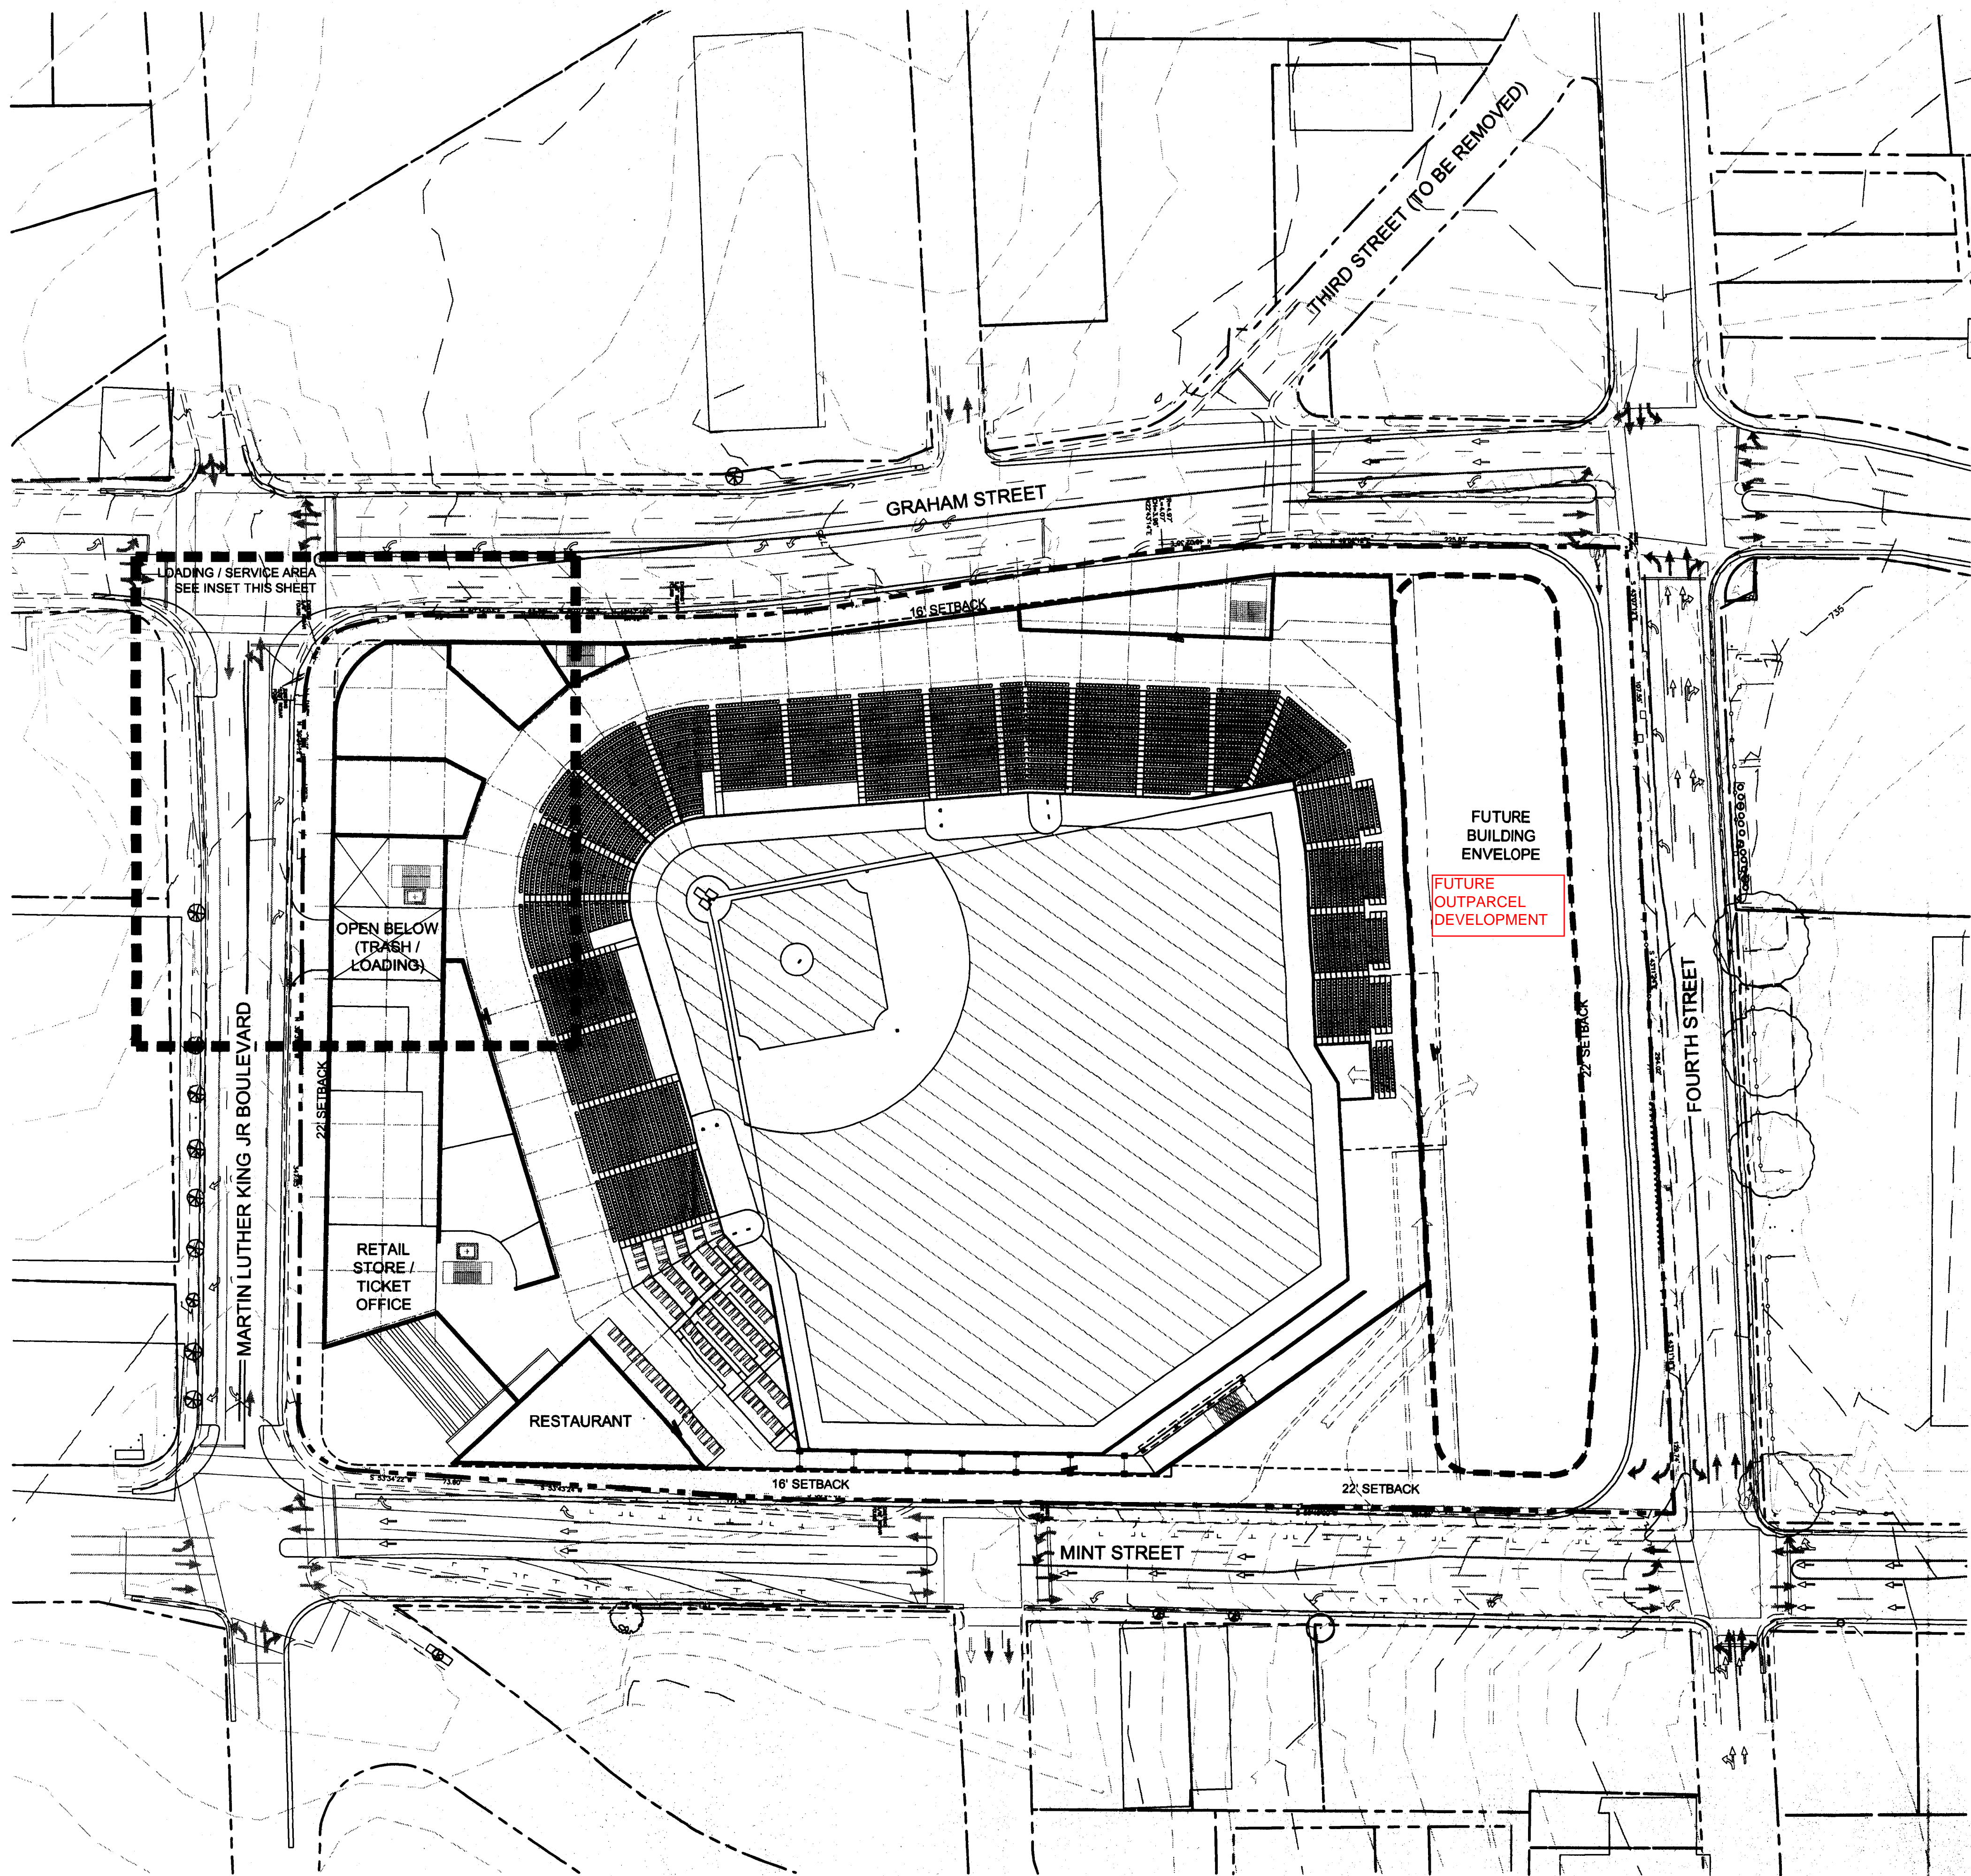 THIRD STREET (TO BE REMOVED)
GRAHAM STREET
LOADING / SERVICE AREA
SEE INSET THIS SHEET
16' SETBACK
735
FUTURE
BUILDING
ENVELOPE
FUTURE
OUTPARCEL
DEVELOPMENT
OPEN BELOW
(TRASH /
LOADING)
MARTIN LUTHER KING JR BOULEVARD
22' SETBACK
22' SETBACK
FOURTH STREET
RETAIL
STORE /
TICKET
OFFICE
RESTAURANT
16' SETBACK
22' SETBACK
MINT STREET